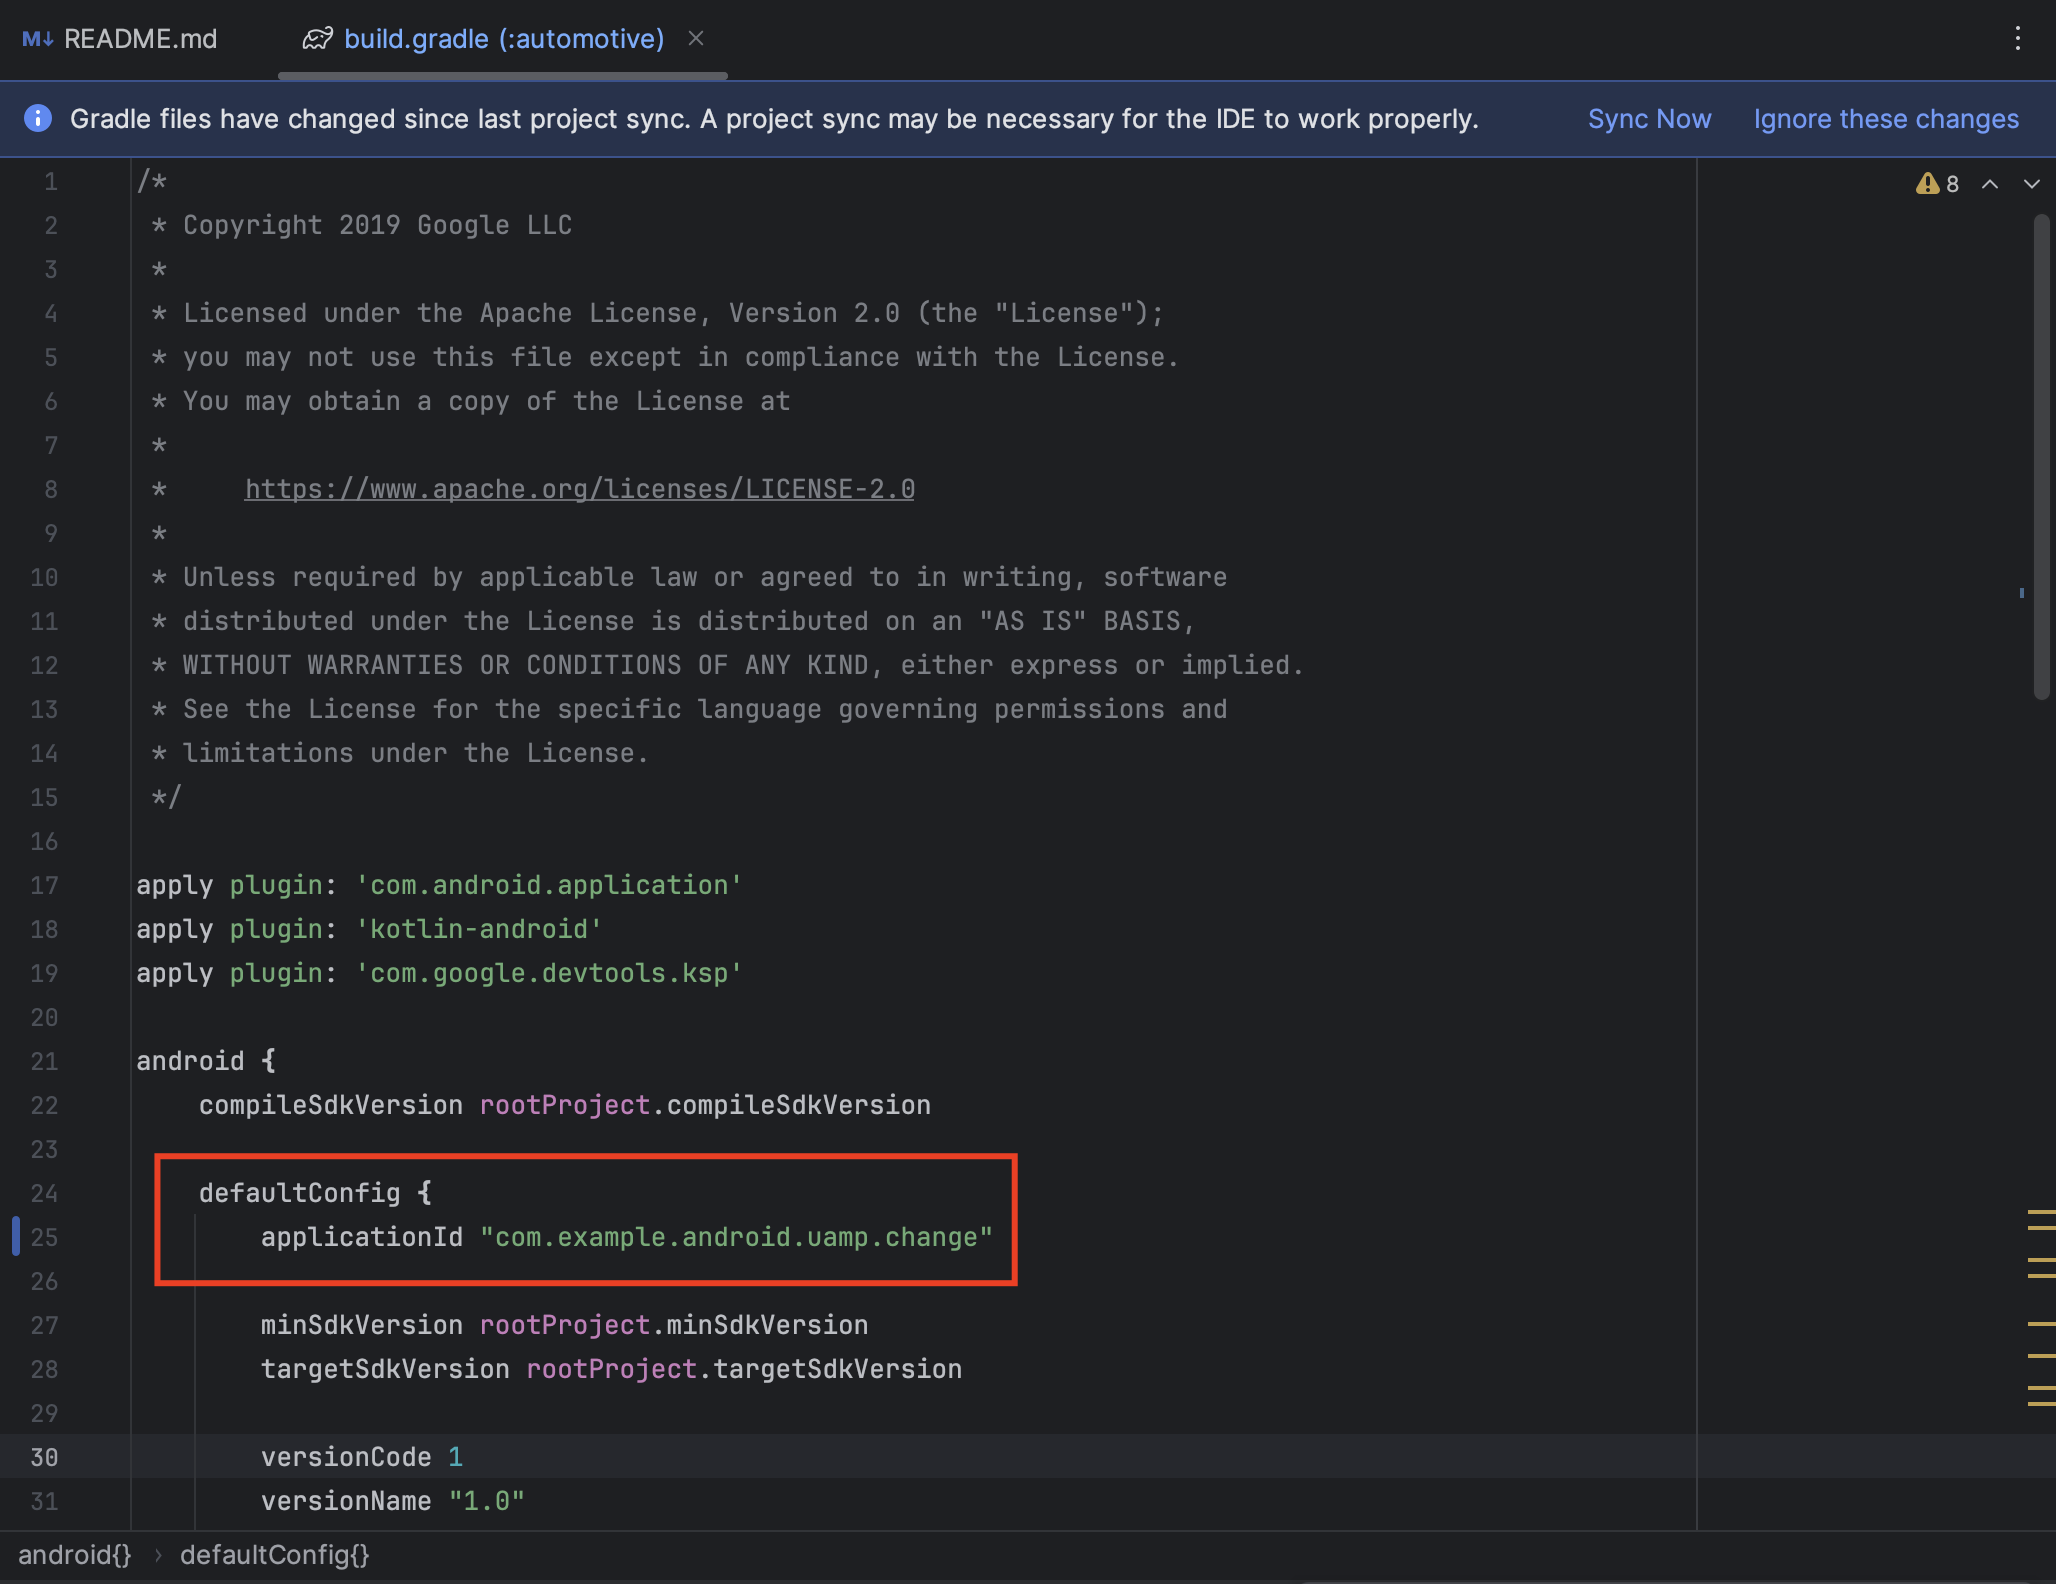 M↓ README.md build.gradle (:automotive)
Gradle files have changed since last project sync. A project sync may be necessary for the IDE to work properly. Sync Now Ignore these changes
8
1 /*
2  * Copyright 2019 Google LLC
3  *
4  * Licensed under the Apache License, Version 2.0 (the "License");
5  * you may not use this file except in compliance with the License.
6  * You may obtain a copy of the License at
7  *
8  *     https://www.apache.org/licenses/LICENSE-2.0
9  *
10  * Unless required by applicable law or agreed to in writing, software
11  * distributed under the License is distributed on an "AS IS" BASIS,
12  * WITHOUT WARRANTIES OR CONDITIONS OF ANY KIND, either express or implied.
13  * See the License for the specific language governing permissions and
14  * limitations under the License.
15  */
16
17 apply plugin: 'com.android.application'
18 apply plugin: 'kotlin-android'
19 apply plugin: 'com.google.devtools.ksp'
20
21 android {
22     compileSdkVersion rootProject.compileSdkVersion
23
24     defaultConfig {
25         applicationId "com.example.android.uamp.change"
26
27         minSdkVersion rootProject.minSdkVersion
28         targetSdkVersion rootProject.targetSdkVersion
29
30         versionCode 1
31         versionName "1.0"
android{} › defaultConfig{}